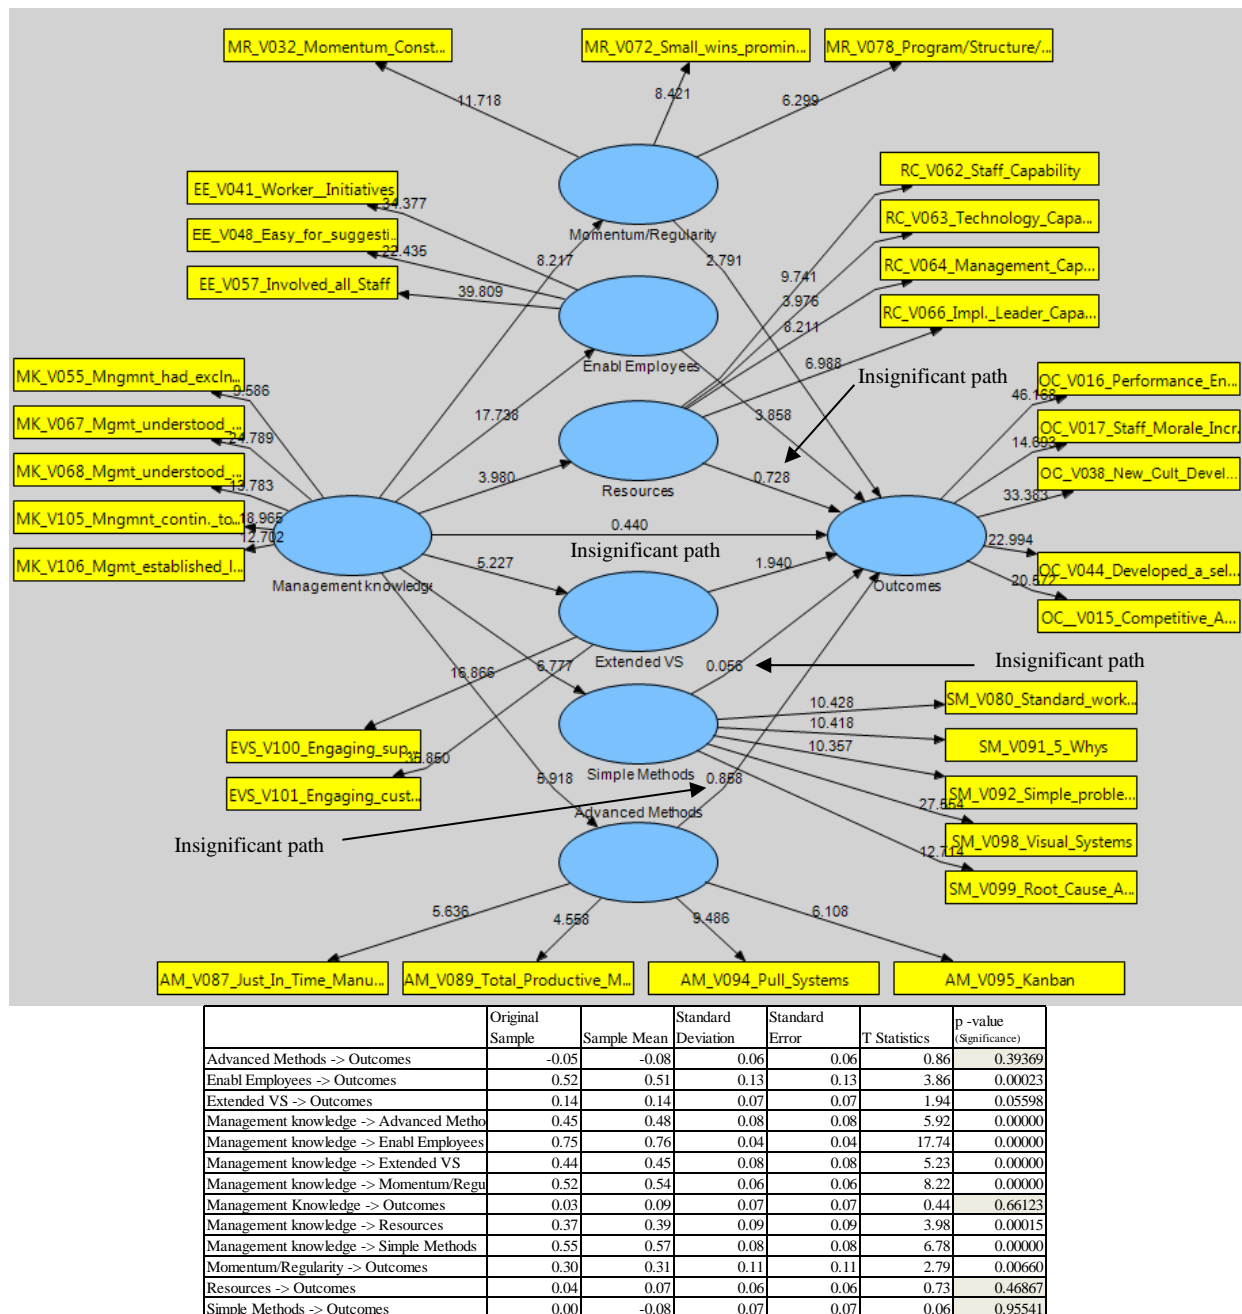 MR_V032_Momentum_Const...
MR_V072_Small_wins_promin...
MR_V078_Program/Structure/...
11.718
8.421
6.299
Momentum/Regularity
RC_V062_Staff_Capability
EE_V041_Worker__Initiatives
34.377
RC_V063_Technology_Capa...
EE_V048_Easy_for_suggesti...
22.435
8.217
2.791
RC_V064_Management_Cap...
EE_V057_Involved_all_Staff
39.809
9.741
3.976
8.211
RC_V066_Impl._Leader_Capa...
Enabl Employees
6.988
Insignificant path
MK_V055_Mngmnt_had_excln...
9.586
OC_V016_Performance_En...
46.168
17.738
3.858
MK_V067_Mgmt_understood_...
24.789
OC_V017_Staff_Morale_Incr.
14.693
MK_V068_Mgmt_understood_...
13.783
3.980
Resources
0.728
OC_V038_New_Cult_Devel...
33.383
MK_V105_Mngmnt_contin._to...
18.965
0.440
Insignificant path
MK_V106_Mgmt_established_l...
12.702
22.994
5.227
1.940
OC_V044_Developed_a_sel...
Management knowledge
Outcomes
20.572
OC__V015_Competitive_A...
Extended VS
16.866
6.777
0.056
Insignificant path
SM_V080_Standard_work...
10.428
10.418
SM_V091_5_Whys
10.357
EVS_V100_Engaging_sup...
35.850
Simple Methods
5.918
0.858
EVS_V101_Engaging_cust...
SM_V092_Simple_proble...
27.554
Advanced Methods
SM_V098_Visual_Systems
Insignificant path
12.714
SM_V099_Root_Cause_A...
5.636
4.558
9.486
6.108
AM_V087_Just_In_Time_Manu...
AM_V089_Total_Productive_M...
AM_V094_Pull_Systems
AM_V095_Kanban
Original Sample Sample Mean Standard Deviation Standard Error T Statistics p -value (Significance)
Advanced Methods -> Outcomes -0.05 -0.08 0.06 0.06 0.86 0.39369
Enabl Employees -> Outcomes 0.52 0.51 0.13 0.13 3.86 0.00023
Extended VS -> Outcomes 0.14 0.14 0.07 0.07 1.94 0.05598
Management knowledge -> Advanced Metho 0.45 0.48 0.08 0.08 5.92 0.00000
Management knowledge -> Enabl Employees 0.75 0.76 0.04 0.04 17.74 0.00000
Management knowledge -> Extended VS 0.44 0.45 0.08 0.08 5.23 0.00000
Management knowledge -> Momentum/Regu 0.52 0.54 0.06 0.06 8.22 0.00000
Management Knowledge -> Outcomes 0.03 0.09 0.07 0.07 0.44 0.66123
Management knowledge -> Resources 0.37 0.39 0.09 0.09 3.98 0.00015
Management knowledge -> Simple Methods 0.55 0.57 0.08 0.08 6.78 0.00000
Momentum/Regularity -> Outcomes 0.30 0.31 0.11 0.11 2.79 0.00660
Resources -> Outcomes 0.04 0.07 0.06 0.06 0.73 0.46867
Simple Methods -> Outcomes 0.00 -0.08 0.07 0.07 0.06 0.95541